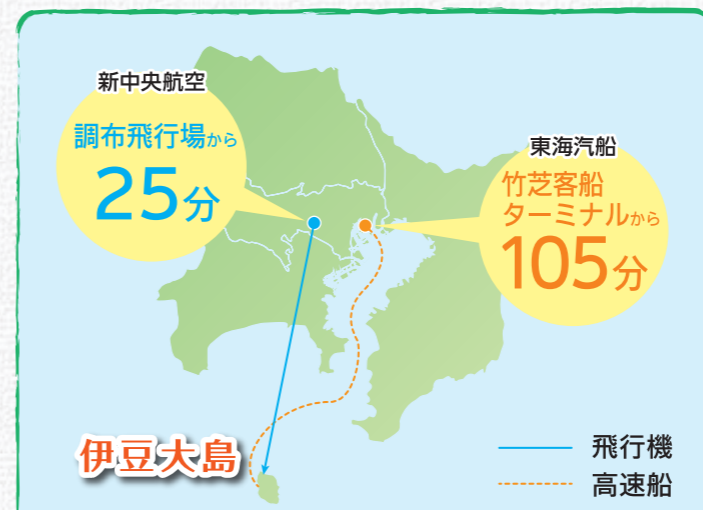 新中央航空
調布飛行場から
25分
東海汽船
竹芝客船
ターミナルから
105分
伊豆大島
飛行機
高速船